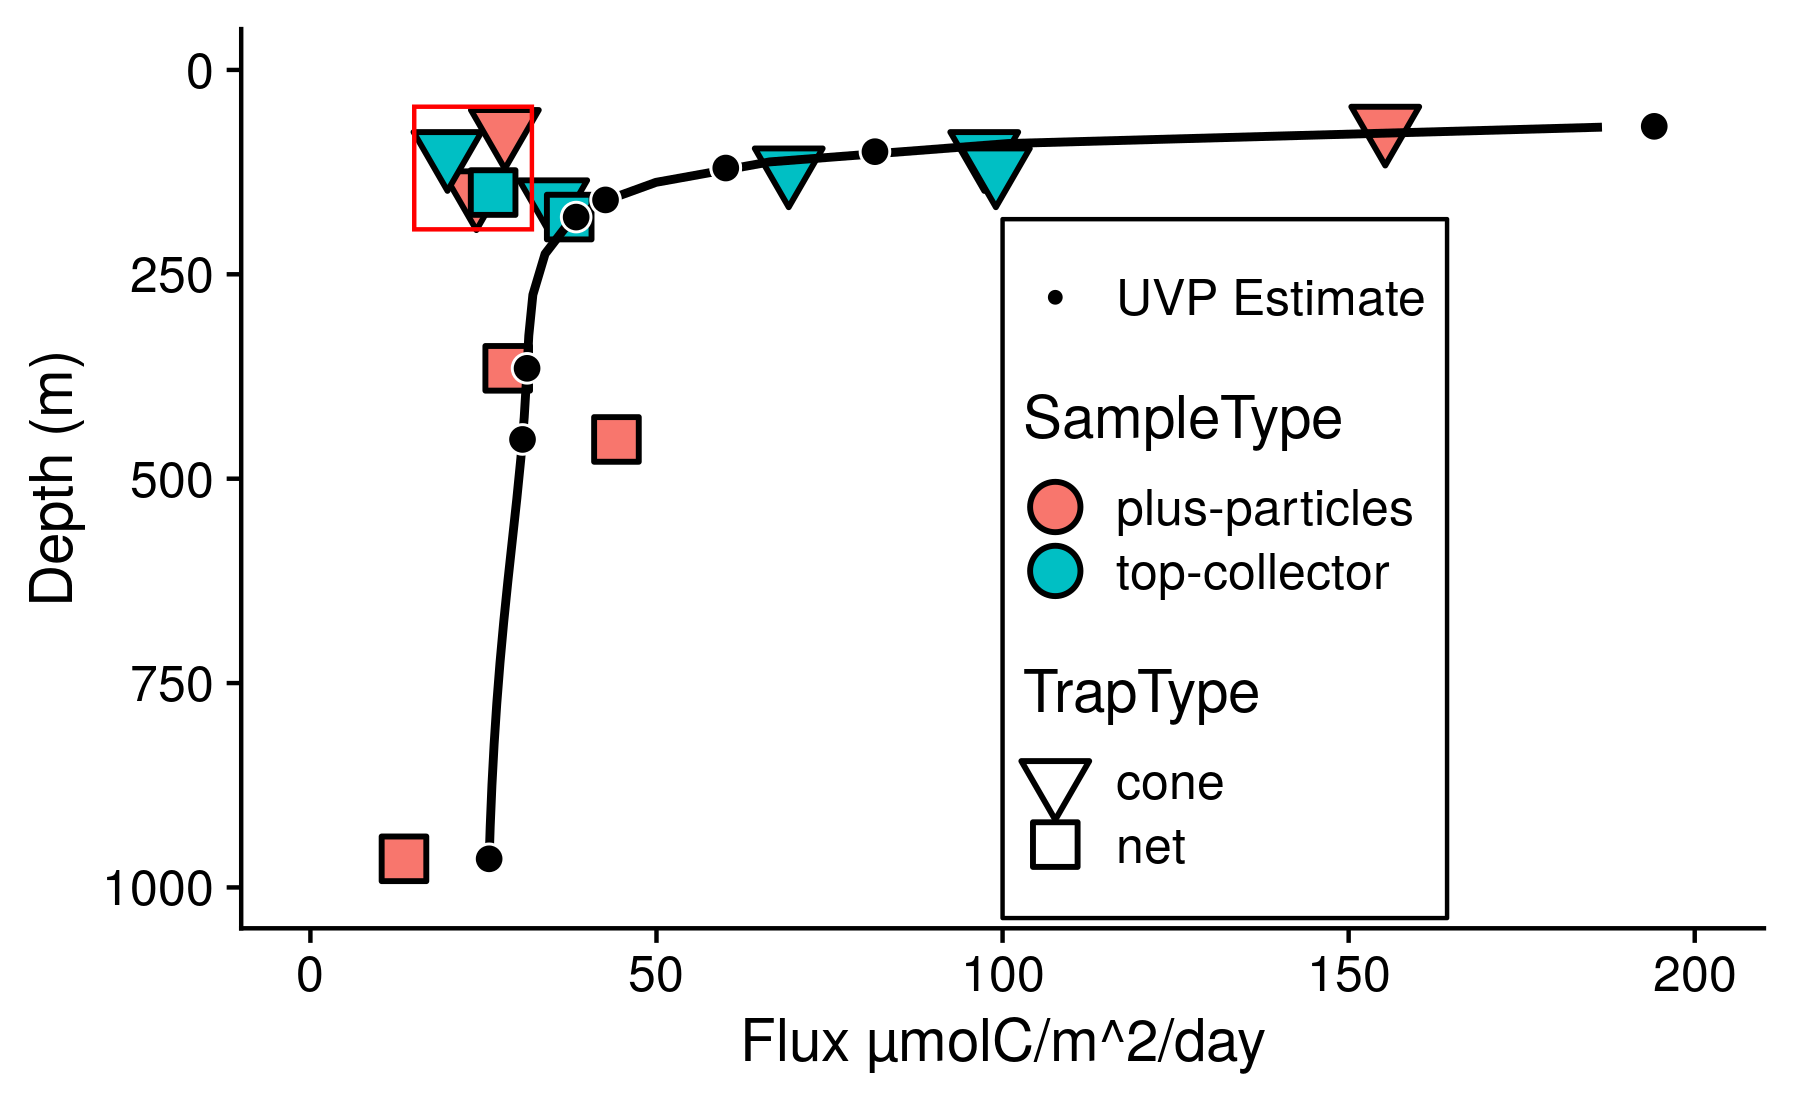 0
250
500
750
1000
Depth (m)
UVP Estimate
SampleType
plus-particles
top-collector
TrapType
cone
net
0 50 100 150 200
Flux µmolC/m^2/day